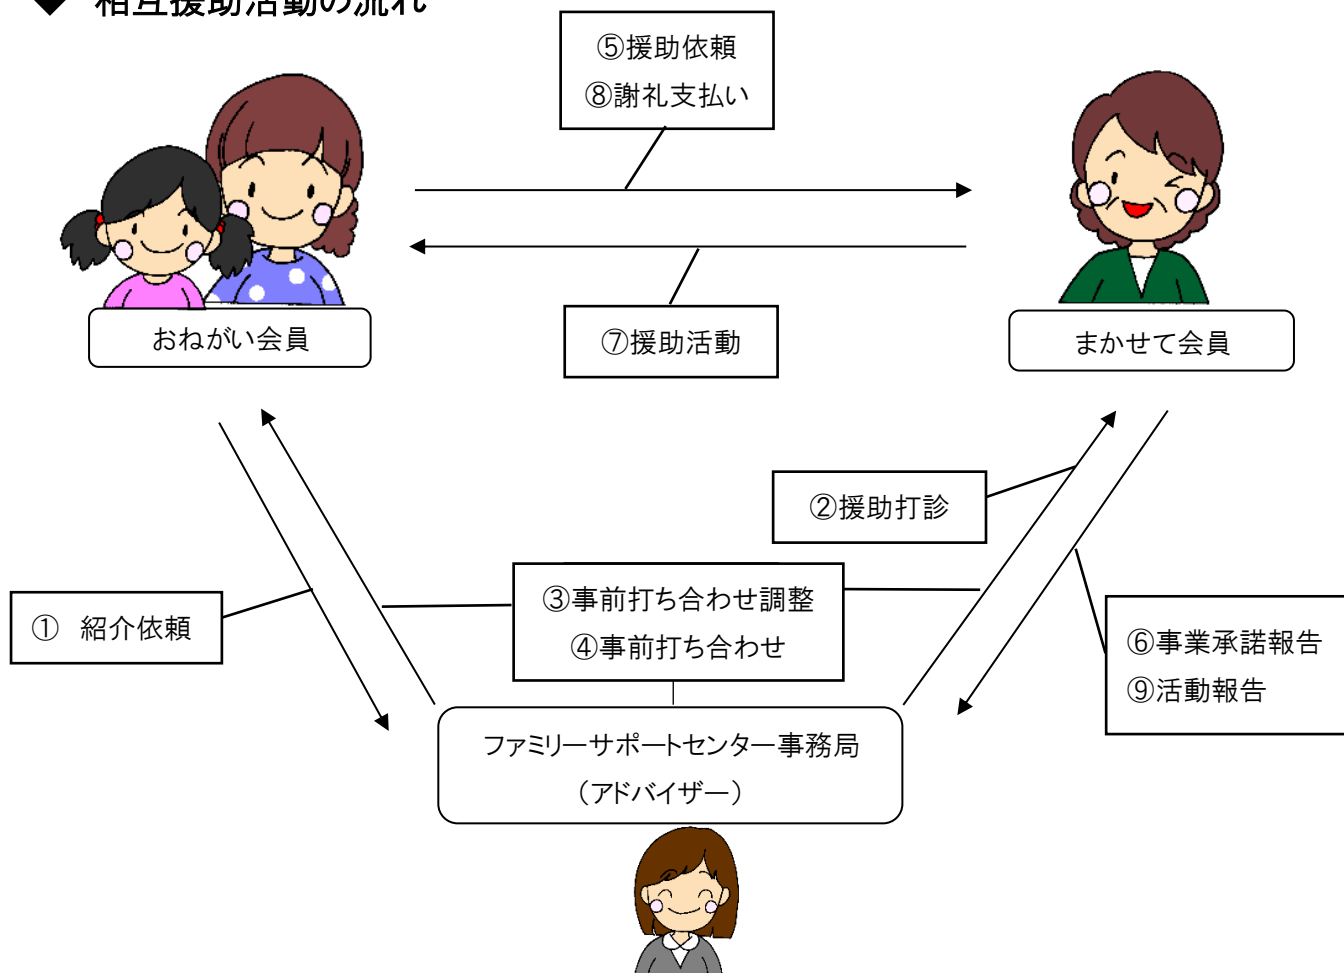 ◆ 相互援助活動の流れ
⑤援助依頼
⑧謝礼支払い
おねがい会員
⑦援助活動
まかせて会員
②援助打診
① 紹介依頼
③事前打ち合わせ調整
④事前打ち合わせ
⑥事業承諾報告
⑨活動報告
ファミリーサポートセンター事務局
（アドバイザー）